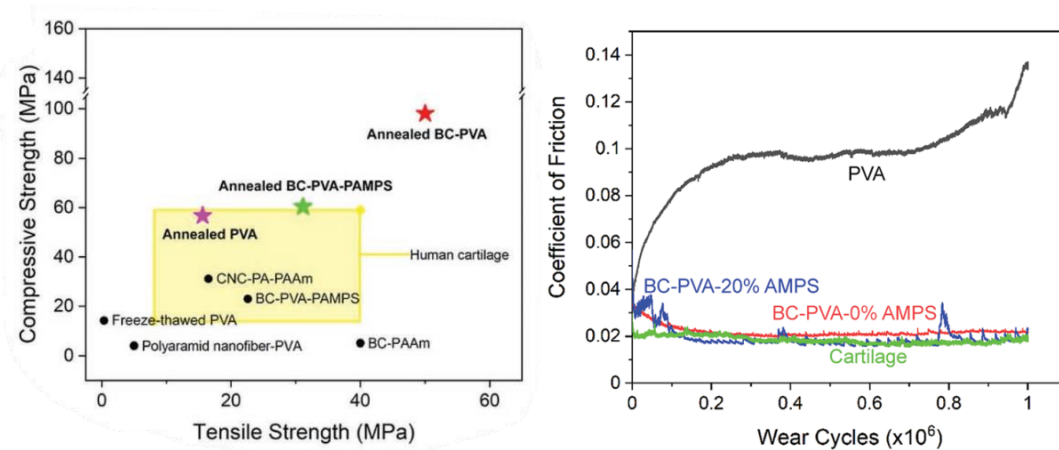 160
140
100
80
60
40
20
0
Compressive Strength (MPa)
Annealed BC-PVA
Annealed BC-PVA-PAMPS
Annealed PVA
Human cartilage
CNC-PA-PAAm
BC-PVA-PAMPS
Freeze-thawed PVA
Polyaramid nanofiber-PVA
BC-PAAm
0
20
40
60
Tensile Strength (MPa)
0.14
0.12
0.1
0.08
0.06
0.04
0.02
0
Coefficient of Friction
PVA
BC-PVA-20% AMPS
BC-PVA-0% AMPS
Cartilage
0
0.2
0.4
0.6
0.8
1
Wear Cycles (x10⁶)